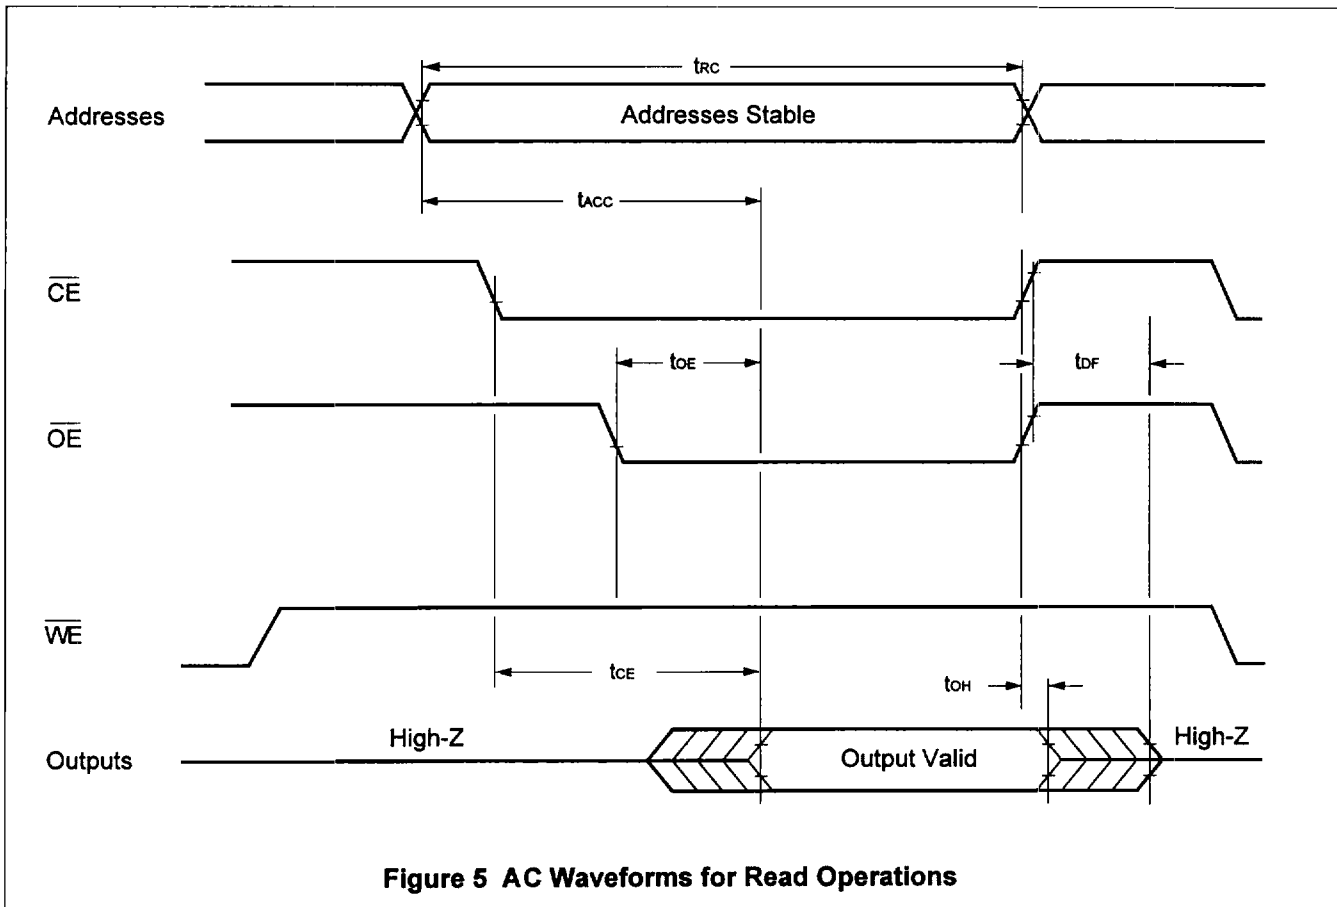 tRC
Addresses
Addresses Stable
tACC
CE
tOE
tDF
OE
WE
tCE
tOH
High-Z
High-Z
Outputs
Output Valid
Figure 5 AC Waveforms for Read Operations